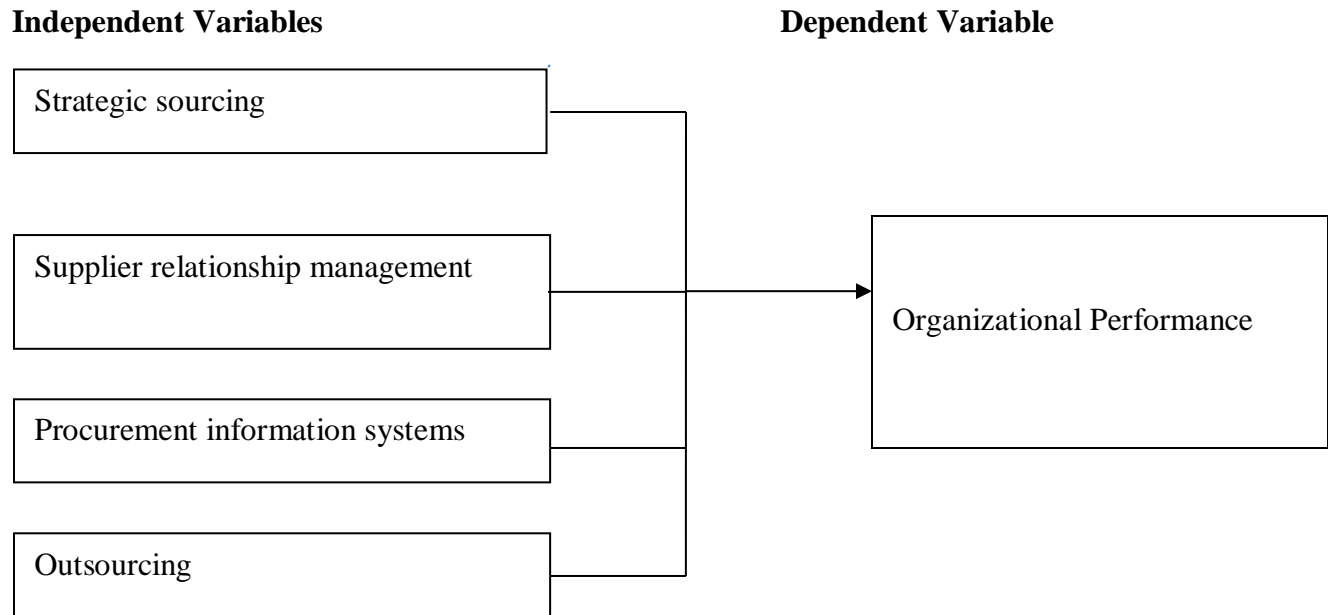 Independent Variables
Dependent Variable
Strategic sourcing
Supplier relationship management
Organizational Performance
Procurement information systems
Outsourcing